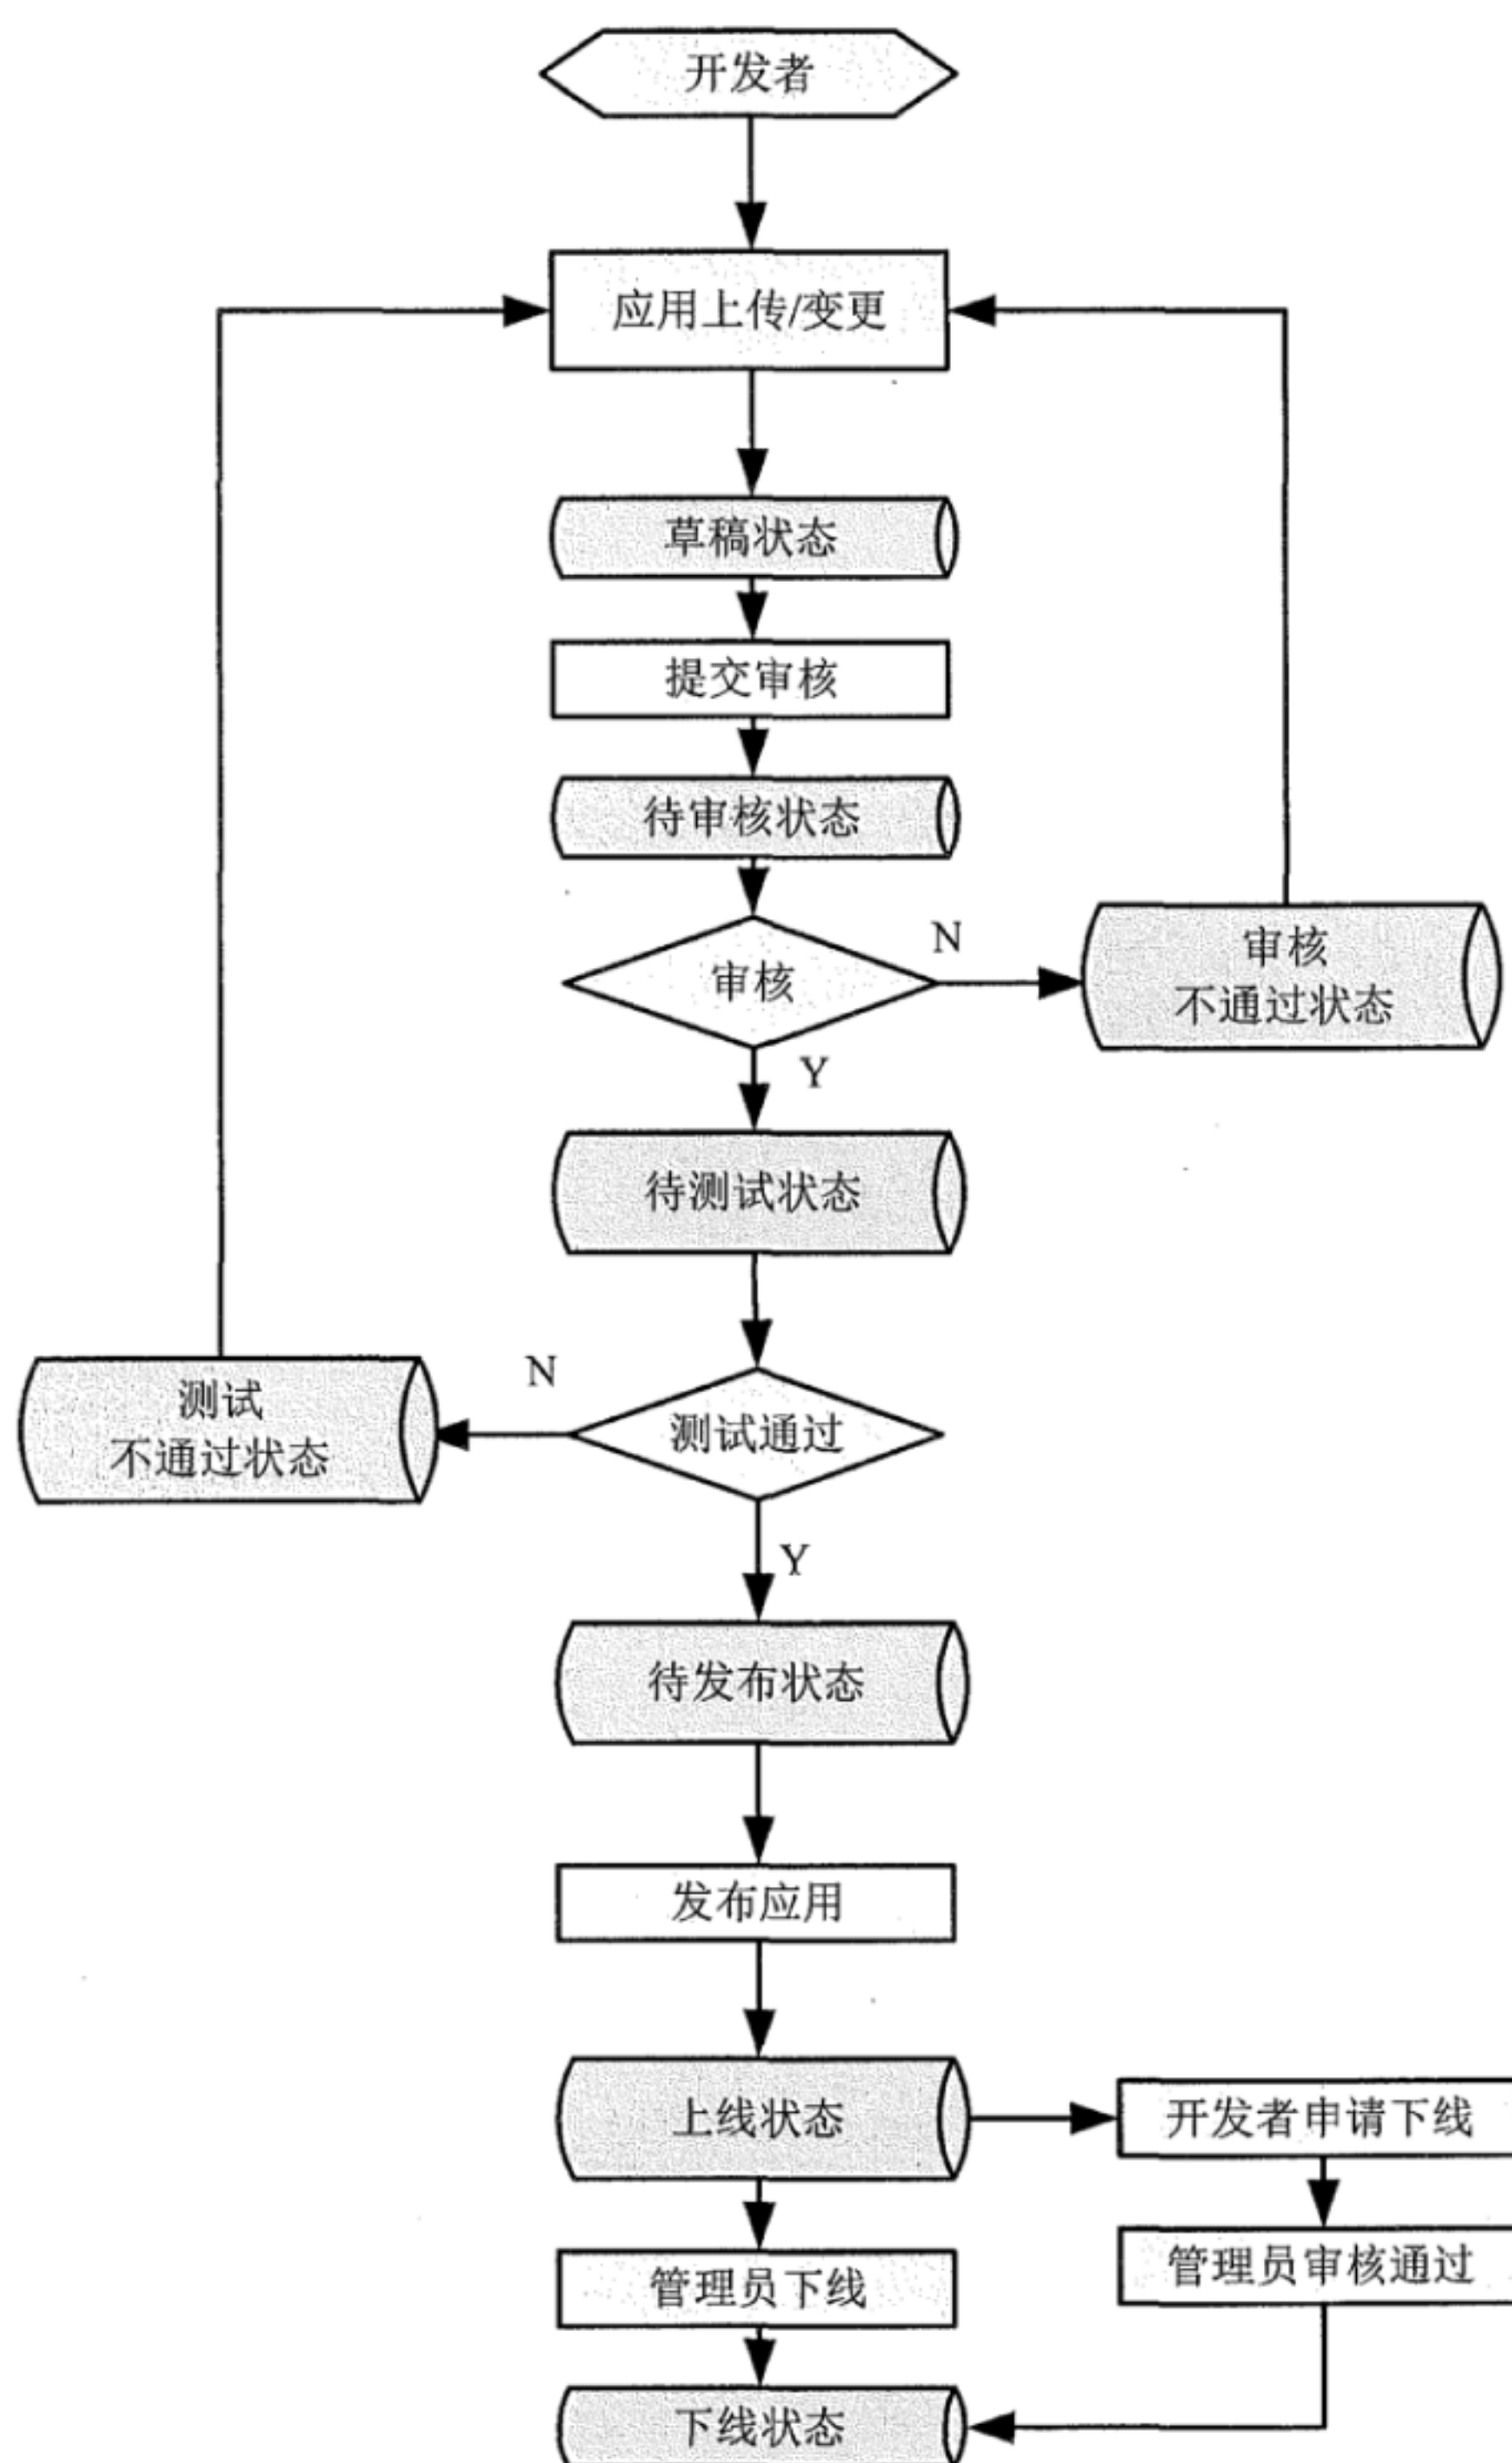 开发者
应用上传/变更
草稿状态
提交审核
待审核状态
审核
N
审核
不通过状态
Y
待测试状态
测试通过
N
测试
不通过状态
Y
待发布状态
发布应用
上线状态
开发者申请下线
管理员下线
管理员审核通过
下线状态